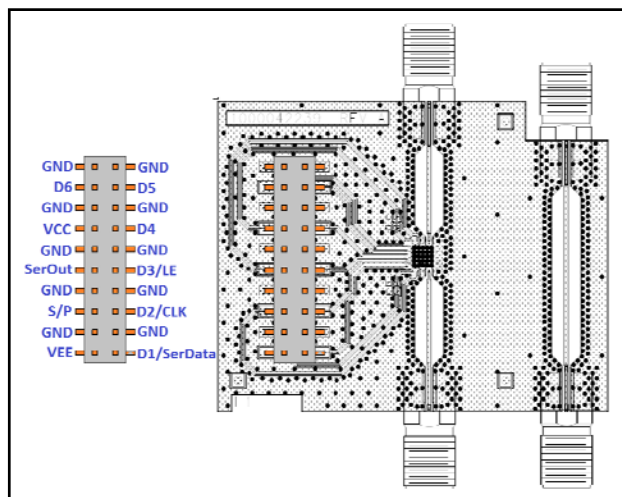 GND GND
D6 D5
GND GND
VCC D4
GND GND
SerOut D3/LE
GND GND
S/P D2/CLK
GND GND
VEE D1/SerData